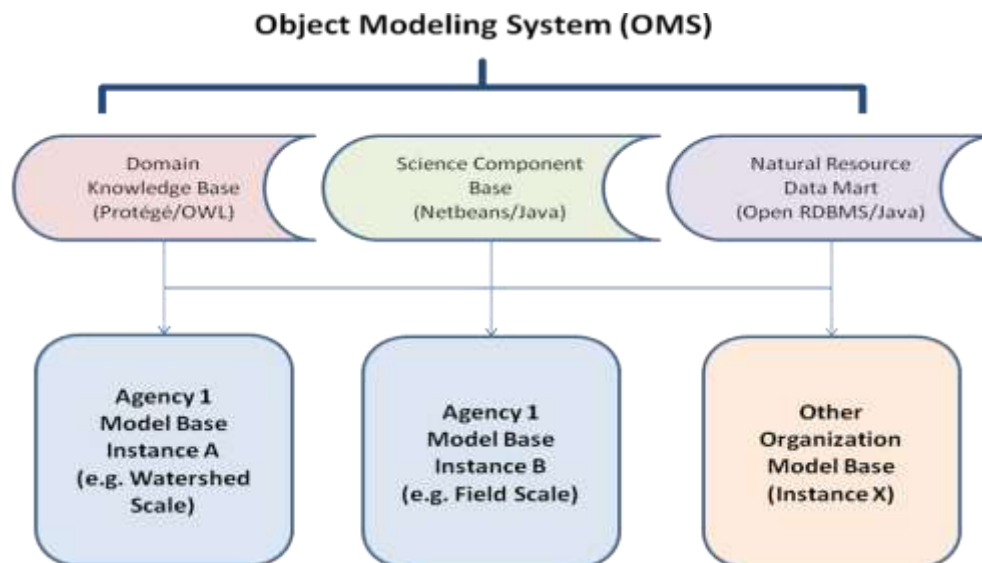 Object Modeling System (OMS)
Domain
Knowledge Base
(Protégé/OWL)
Science Component
Base
(Netbeans/Java)
Natural Resource
Data Mart
(Open RDBMS/Java)
Agency 1
Model Base
Instance A
(e.g. Watershed
Scale)
Agency 1
Model Base
Instance B
(e.g. Field Scale)
Other
Organization
Model Base
(Instance X)